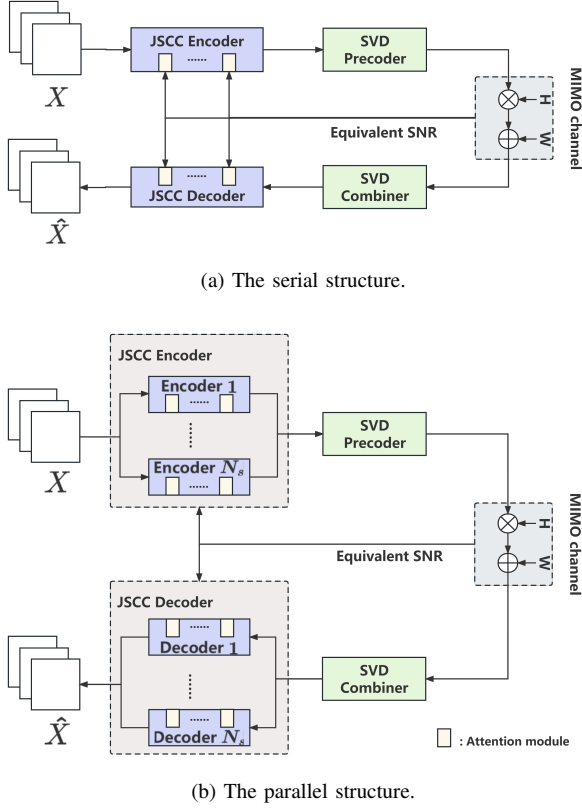 JSCC Encoder
......
SVD
Precoder
X
H
W
MIMO channel
Equivalent SNR
......
JSCC Decoder
SVD
Combiner
X̂
(a) The serial structure.
JSCC Encoder
Encoder 1
......
......
Encoder Nₛ
......
SVD
Precoder
X
H
W
MIMO channel
Equivalent SNR
JSCC Decoder
......
Decoder 1
......
......
Decoder Nₛ
SVD
Combiner
X̂
: Attention module
(b) The parallel structure.